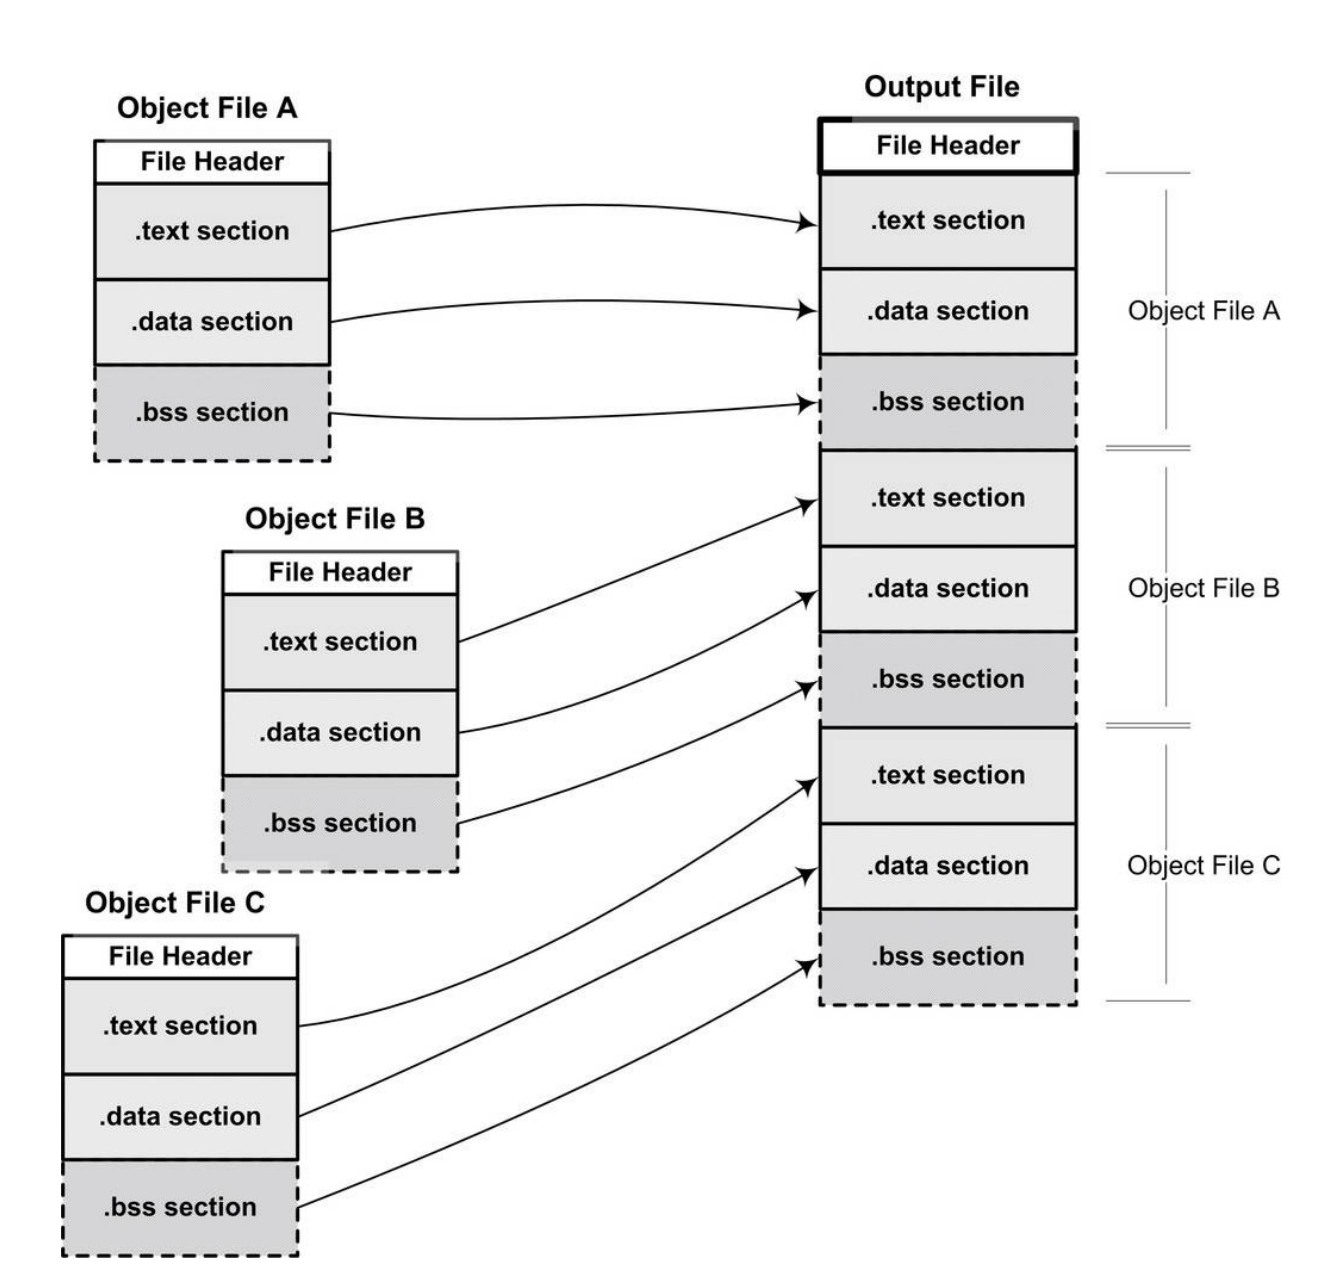 Object File A
File Header
.text section
.data section
.bss section
Object File B
File Header
.text section
.data section
.bss section
Object File C
File Header
.text section
.data section
.bss section
Output File
File Header
.text section
.data section
.bss section
.text section
.data section
.bss section
.text section
.data section
.bss section
Object File A
Object File B
Object File C